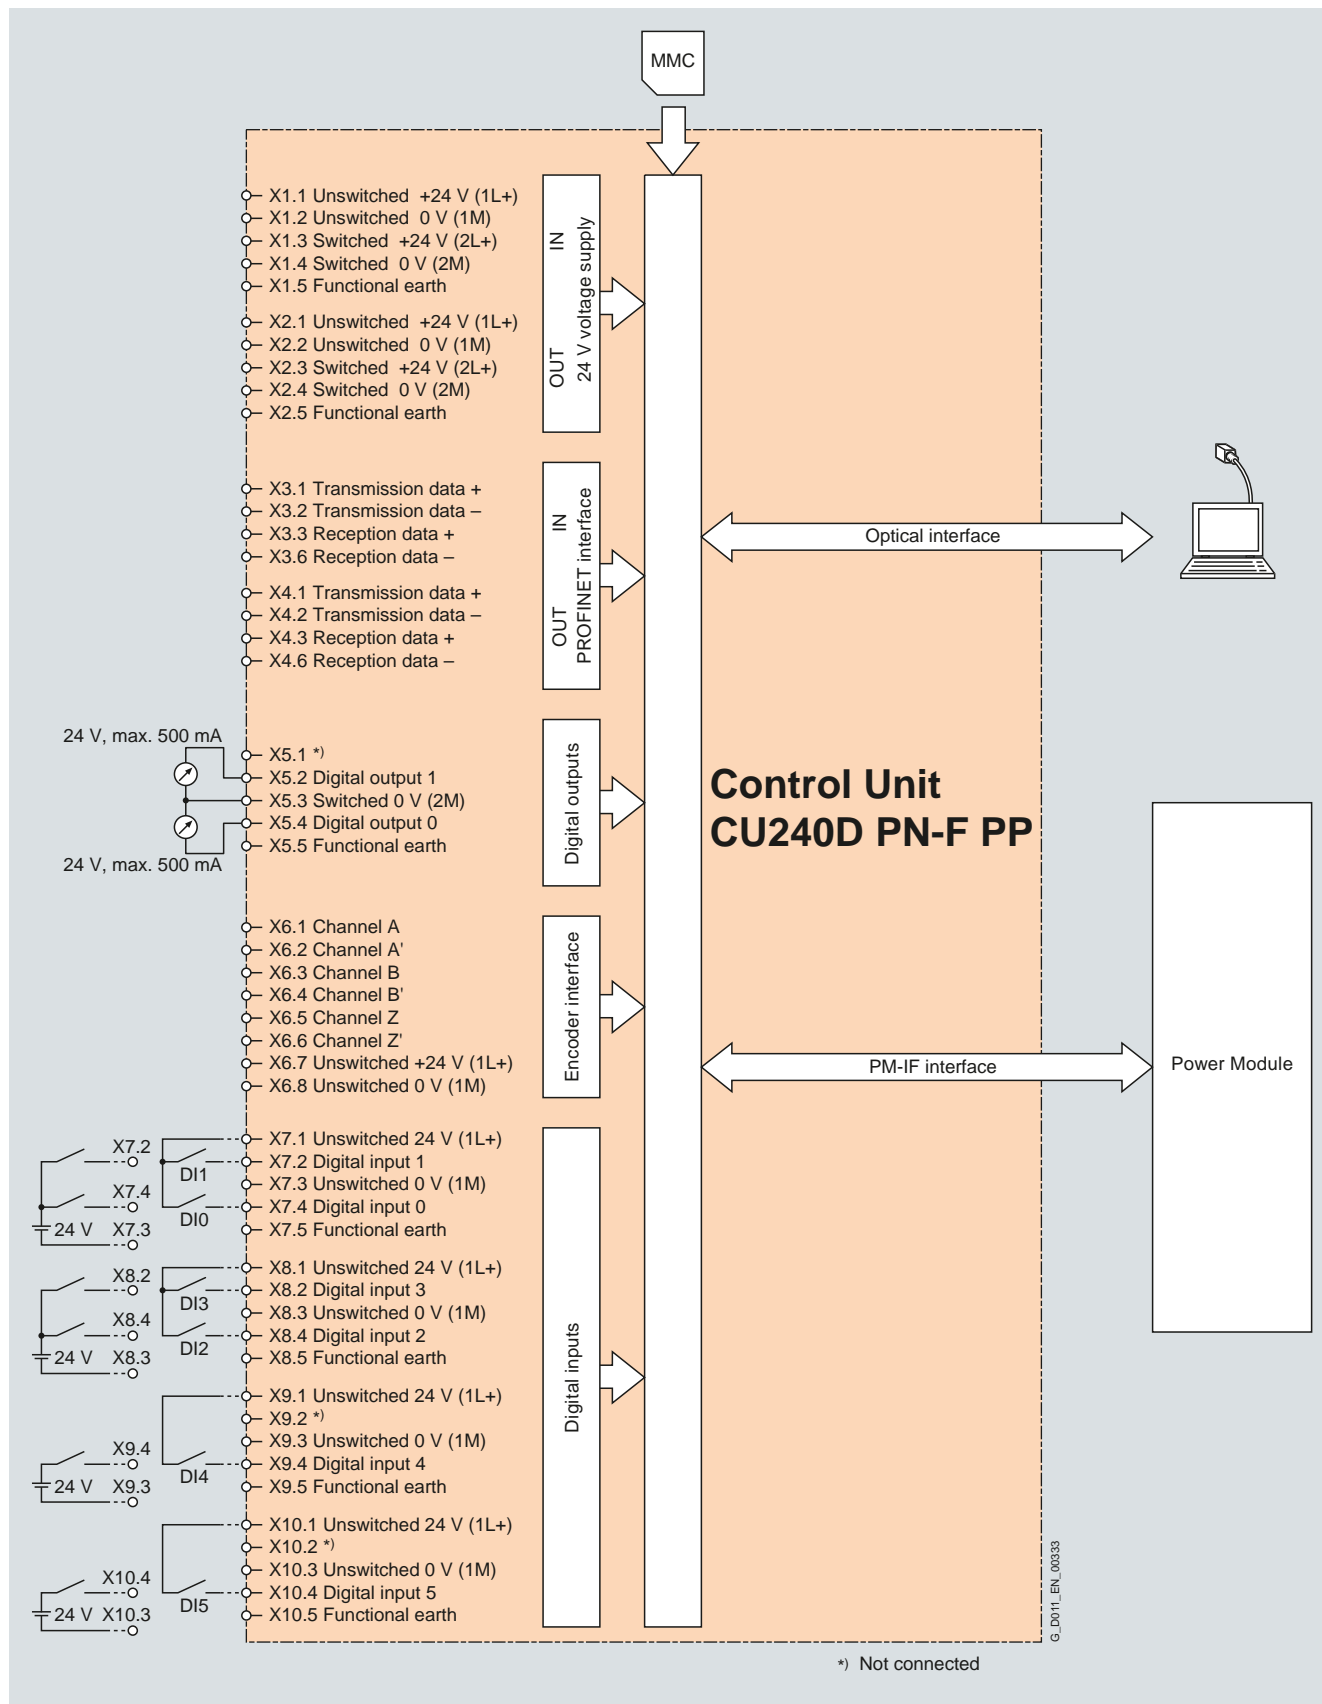 MMC
X1.1 Unswitched +24 V (1L+)
X1.2 Unswitched 0 V (1M)
X1.3 Switched +24 V (2L+)
X1.4 Switched 0 V (2M)
X1.5 Functional earth
X2.1 Unswitched +24 V (1L+)
X2.2 Unswitched 0 V (1M)
X2.3 Switched +24 V (2L+)
X2.4 Switched 0 V (2M)
X2.5 Functional earth
OUT IN
24 V voltage supply
X3.1 Transmission data +
X3.2 Transmission data –
X3.3 Reception data +
X3.6 Reception data –
X4.1 Transmission data +
X4.2 Transmission data –
X4.3 Reception data +
X4.6 Reception data –
OUT IN
PROFINET interface
Optical interface
24 V, max. 500 mA
X5.1 *)
X5.2 Digital output 1
X5.3 Switched 0 V (2M)
X5.4 Digital output 0
X5.5 Functional earth
24 V, max. 500 mA
Digital outputs
Control Unit
CU240D PN-F PP
X6.1 Channel A
X6.2 Channel A'
X6.3 Channel B
X6.4 Channel B'
X6.5 Channel Z
X6.6 Channel Z'
X6.7 Unswitched +24 V (1L+)
X6.8 Unswitched 0 V (1M)
Encoder interface
PM-IF interface
Power Module
X7.2
X7.4
24 V X7.3
DI1
DI0
X7.1 Unswitched 24 V (1L+)
X7.2 Digital input 1
X7.3 Unswitched 0 V (1M)
X7.4 Digital input 0
X7.5 Functional earth
X8.2
X8.4
24 V X8.3
DI3
DI2
X8.1 Unswitched 24 V (1L+)
X8.2 Digital input 3
X8.3 Unswitched 0 V (1M)
X8.4 Digital input 2
X8.5 Functional earth
Digital inputs
X9.4
24 V X9.3
DI4
X9.1 Unswitched 24 V (1L+)
X9.2 *)
X9.3 Unswitched 0 V (1M)
X9.4 Digital input 4
X9.5 Functional earth
X10.4
24 V X10.3
DI5
X10.1 Unswitched 24 V (1L+)
X10.2 *)
X10.3 Unswitched 0 V (1M)
X10.4 Digital input 5
X10.5 Functional earth
G_D011_EN_00333
*) Not connected